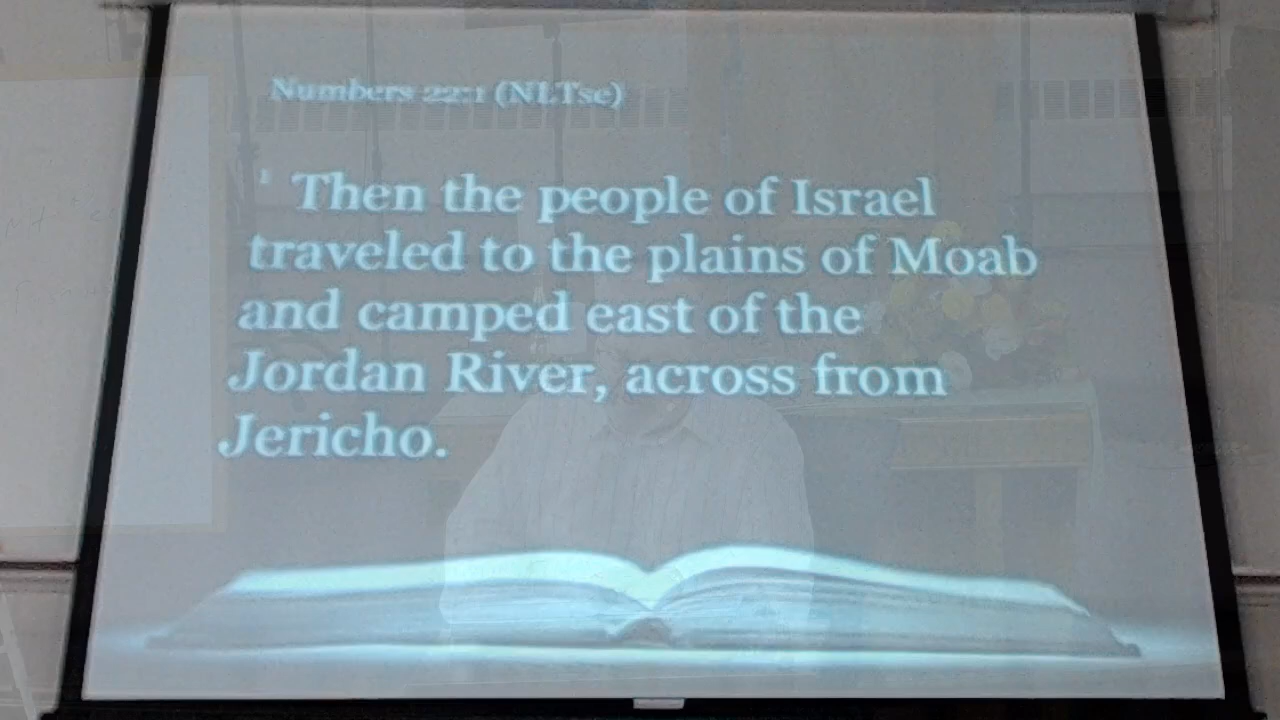 Numbers 22:1 (NLTse)
1 Then the people of Israel
traveled to the plains of Moab
and camped east of the
Jordan River, across from
Jericho.